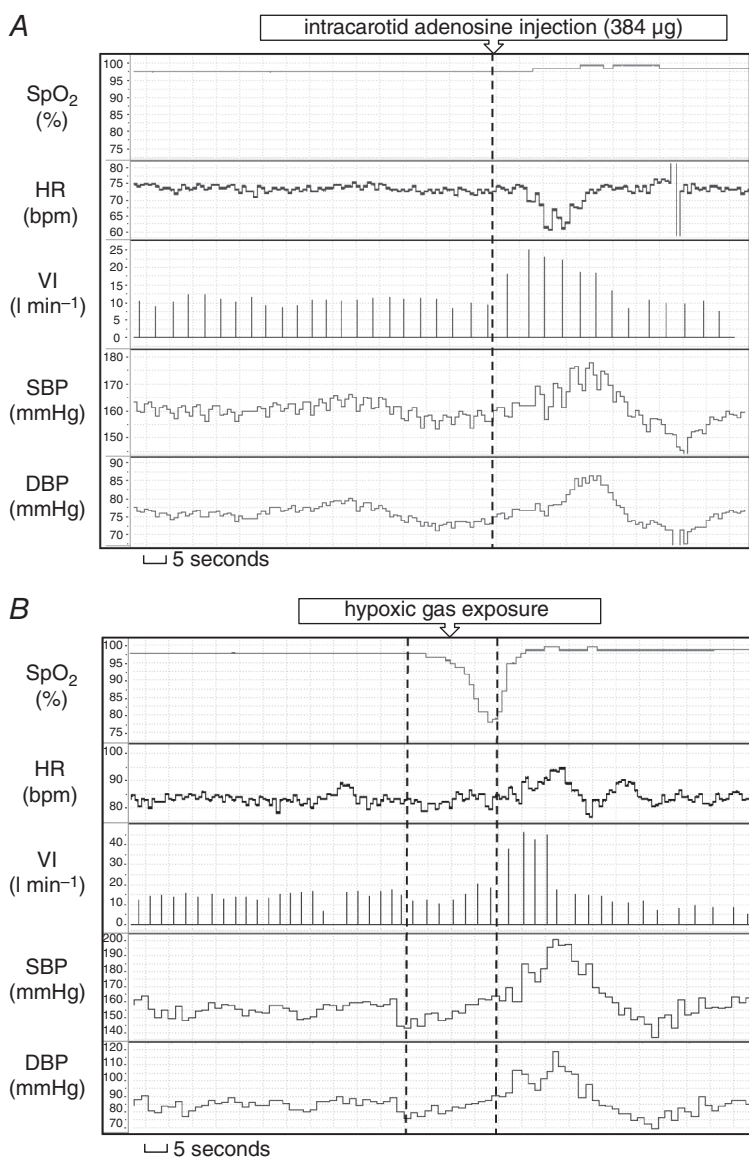 A
intracarotid adenosine injection (384 µg)
SpO2
(%)
100
95
90
85
80
75
HR
(bpm)
80
75
70
65
60
VI
(l min–1)
25
20
15
10
5
0
SBP
(mmHg)
180
170
160
150
DBP
(mmHg)
90
85
80
75
70
5 seconds
B
hypoxic gas exposure
SpO2
(%)
100
95
90
85
80
75
HR
(bpm)
100
90
80
VI
(l min–1)
40
30
20
10
0
SBP
(mmHg)
200
190
180
170
160
150
140
DBP
(mmHg)
120
110
100
90
80
70
5 seconds